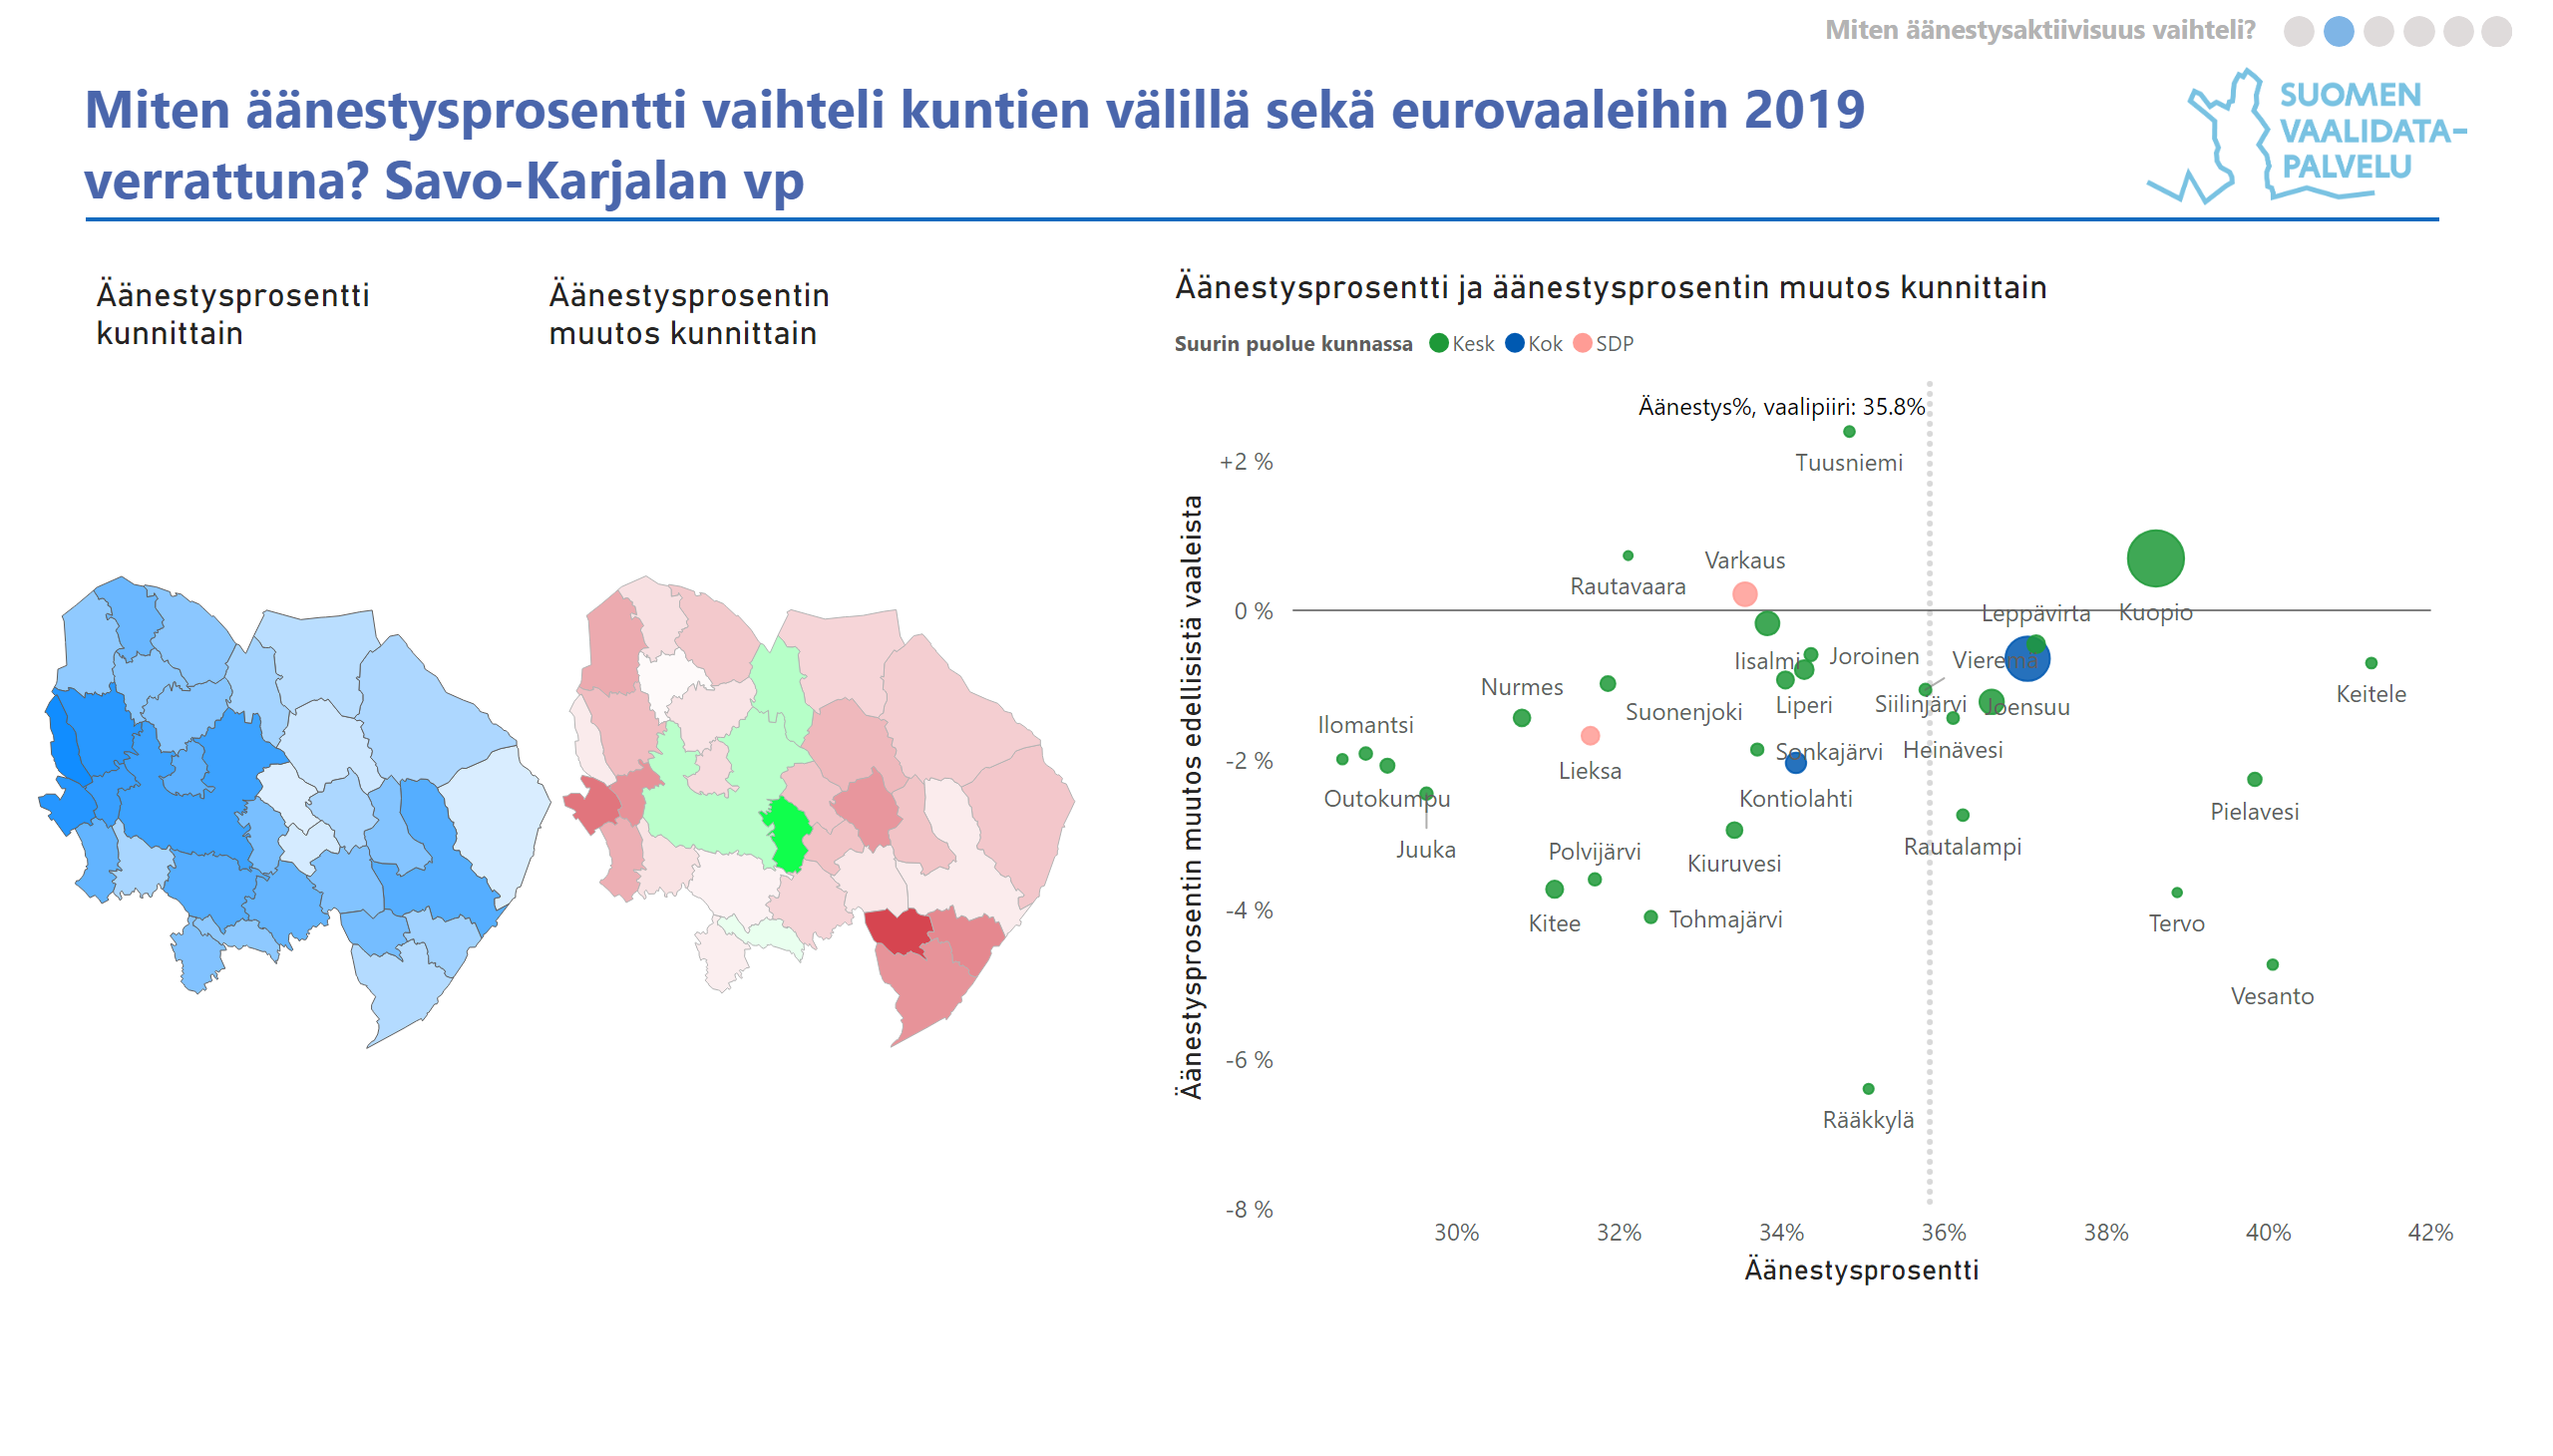 Miten äänestysaktiivisuus vaihteli?
Miten äänestysprosentti vaihteli kuntien välillä sekä eurovaaleihin 2019
verrattuna? Savo-Karjalan vp
SUOMEN
VAALIDATA-
PALVELU
Äänestysprosentti
kunnittain
Äänestysprosentin
muutos kunnittain
Äänestysprosentti ja äänestysprosentin muutos kunnittain
Suurin puolue kunnassa Kesk Kok SDP
Äänestys%, vaalipiiri: 35.8%
Äänestysprosentin muutos edellisistä vaaleista
+2 %
0 %
-2 %
-4 %
-6 %
-8 %
Tuusniemi
Varkaus
Rautavaara
Leppävirta
Kuopio
Iisalmi
Joroinen
Vieremä
Nurmes
Keitele
Suonenjoki
Liperi
Siilinjärvi
Joensuu
Ilomantsi
Sonkajärvi
Heinävesi
Lieksa
Outokumpu
Kontiolahti
Pielavesi
Juuka
Polvijärvi
Kiuruvesi
Rautalampi
Kitee
Tohmajärvi
Tervo
Vesanto
Rääkkylä
30% 32% 34% 36% 38% 40% 42%
Äänestysprosentti